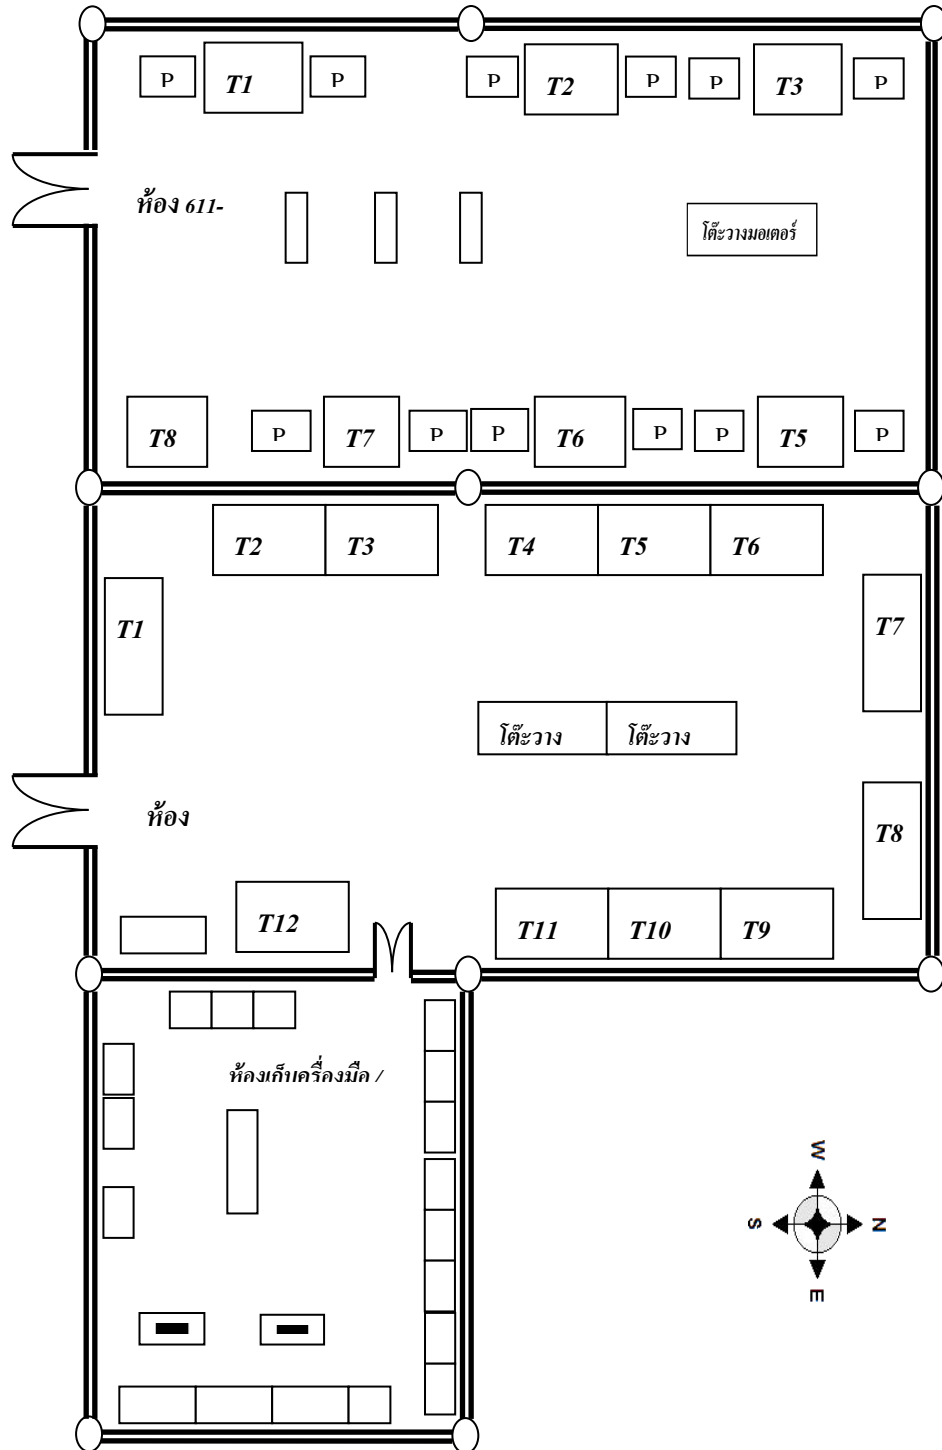 P T1 P P T2 P P T3 P
ห้อง 611-
โต๊ะวางมอเตอร์
T8 P T7 P P T6 P P T5 P
T2 T3 T4 T5 T6
T1 T7
โต๊ะวาง โต๊ะวาง
ห้อง
T8
T12 T11 T10 T9
ห้องเก็บเครื่องมือ /
W
S N
E